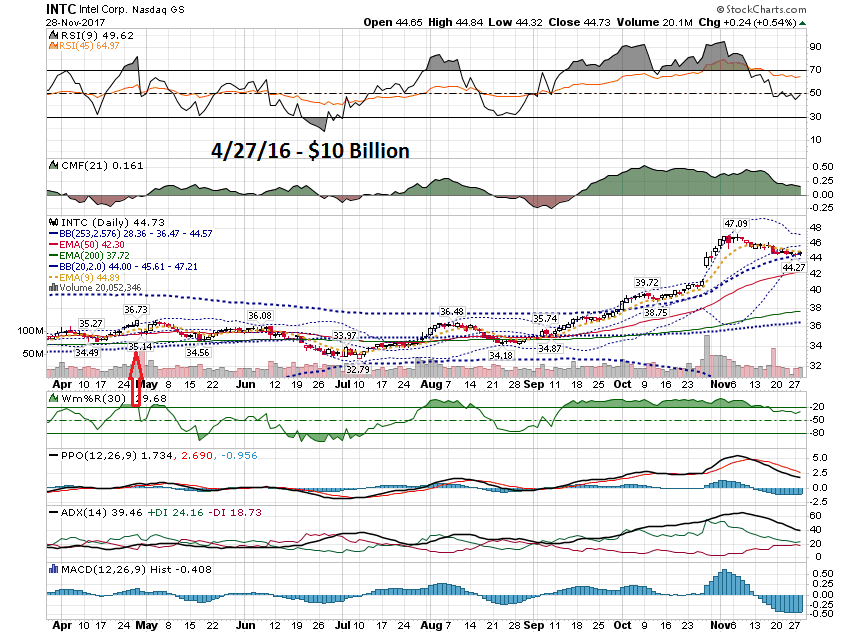 INTC Intel Corp. Nasdaq GS © StockCharts.com
28-Nov-2017 Open 44.65 High 44.84 Low 44.32 Close 44.73 Volume 20.1M Chg +0.24 (+0.54%)
RSI(9) 49.62
RSI(45) 64.97
90
70
50
30
10
4/27/16 - $10 Billion
CMF(21) 0.161
0.50
0.25
0.00
-0.25
INTC (Daily) 44.73
BB(253,2.576) 28.36 - 36.47 - 44.57
EMA(50) 42.30
EMA(200) 37.72
BB(20,2.0) 44.00 - 45.61 - 47.21
EMA(9) 44.89
Volume 20,052,346
47.09
48
46
44
44.27
42
39.72
40
38.75
38
36.73 36.08 36.48
35.27 33.97 35.74
36
100M
35.14
34.49 34.56 34.18 34.87
34
50M
32.79
32
Apr 10 17 24 May 8 15 22 Jun 12 19 26 Jul 10 17 24 Aug 7 14 21 28 Sep 11 18 25 Oct 9 16 23 Nov 6 13 20 27
Wm%R(30) 29.68
-20
-50
-80
PPO(12,26,9) 1.734, 2.690, -0.956
5.0
2.5
0.0
-2.5
ADX(14) 39.46 +DI 24.16 -DI 18.73
60
40
20
0
MACD(12,26,9) Hist -0.408
0.50
0.25
0.00
-0.25
-0.50
Apr 10 17 24 May 8 15 22 Jun 12 19 26 Jul 10 17 24 Aug 7 14 21 28 Sep 11 18 25 Oct 9 16 23 Nov 6 13 20 27